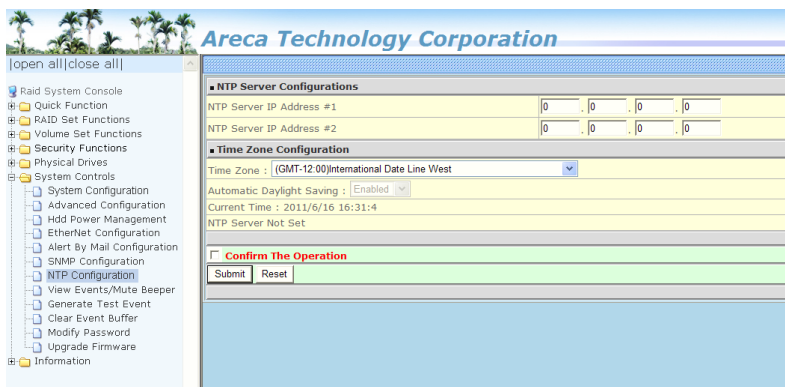 Areca Technology Corporation
|open all|close all|
Raid System Console
Quick Function
RAID Set Functions
Volume Set Functions
Security Functions
Physical Drives
System Controls
System Configuration
Advanced Configuration
Hdd Power Management
EtherNet Configuration
Alert By Mail Configuration
SNMP Configuration
NTP Configuration
View Events/Mute Beeper
Generate Test Event
Clear Event Buffer
Modify Password
Upgrade Firmware
Information
NTP Server Configurations
NTP Server IP Address #1 0 . 0 . 0 . 0
NTP Server IP Address #2 0 . 0 . 0 . 0
Time Zone Configuration
Time Zone : (GMT-12:00)International Date Line West
Automatic Daylight Saving : Enabled
Current Time : 2011/6/16 16:31:4
NTP Server Not Set
Confirm The Operation
Submit Reset